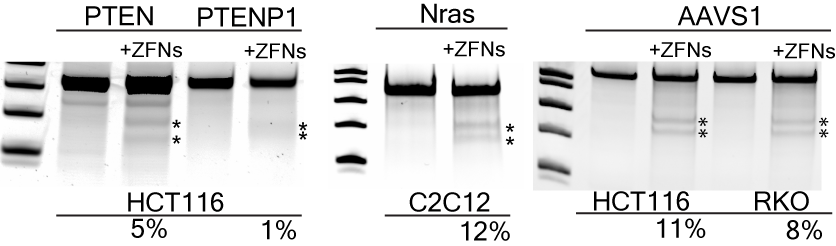 PTEN PTENP1 Nras AAVS1
+ZFNs +ZFNs +ZFNs +ZFNs +ZFNs
* * * * *
* * * * *
HCT116 C2C12 HCT116 RKO
5% 1% 12% 11% 8%